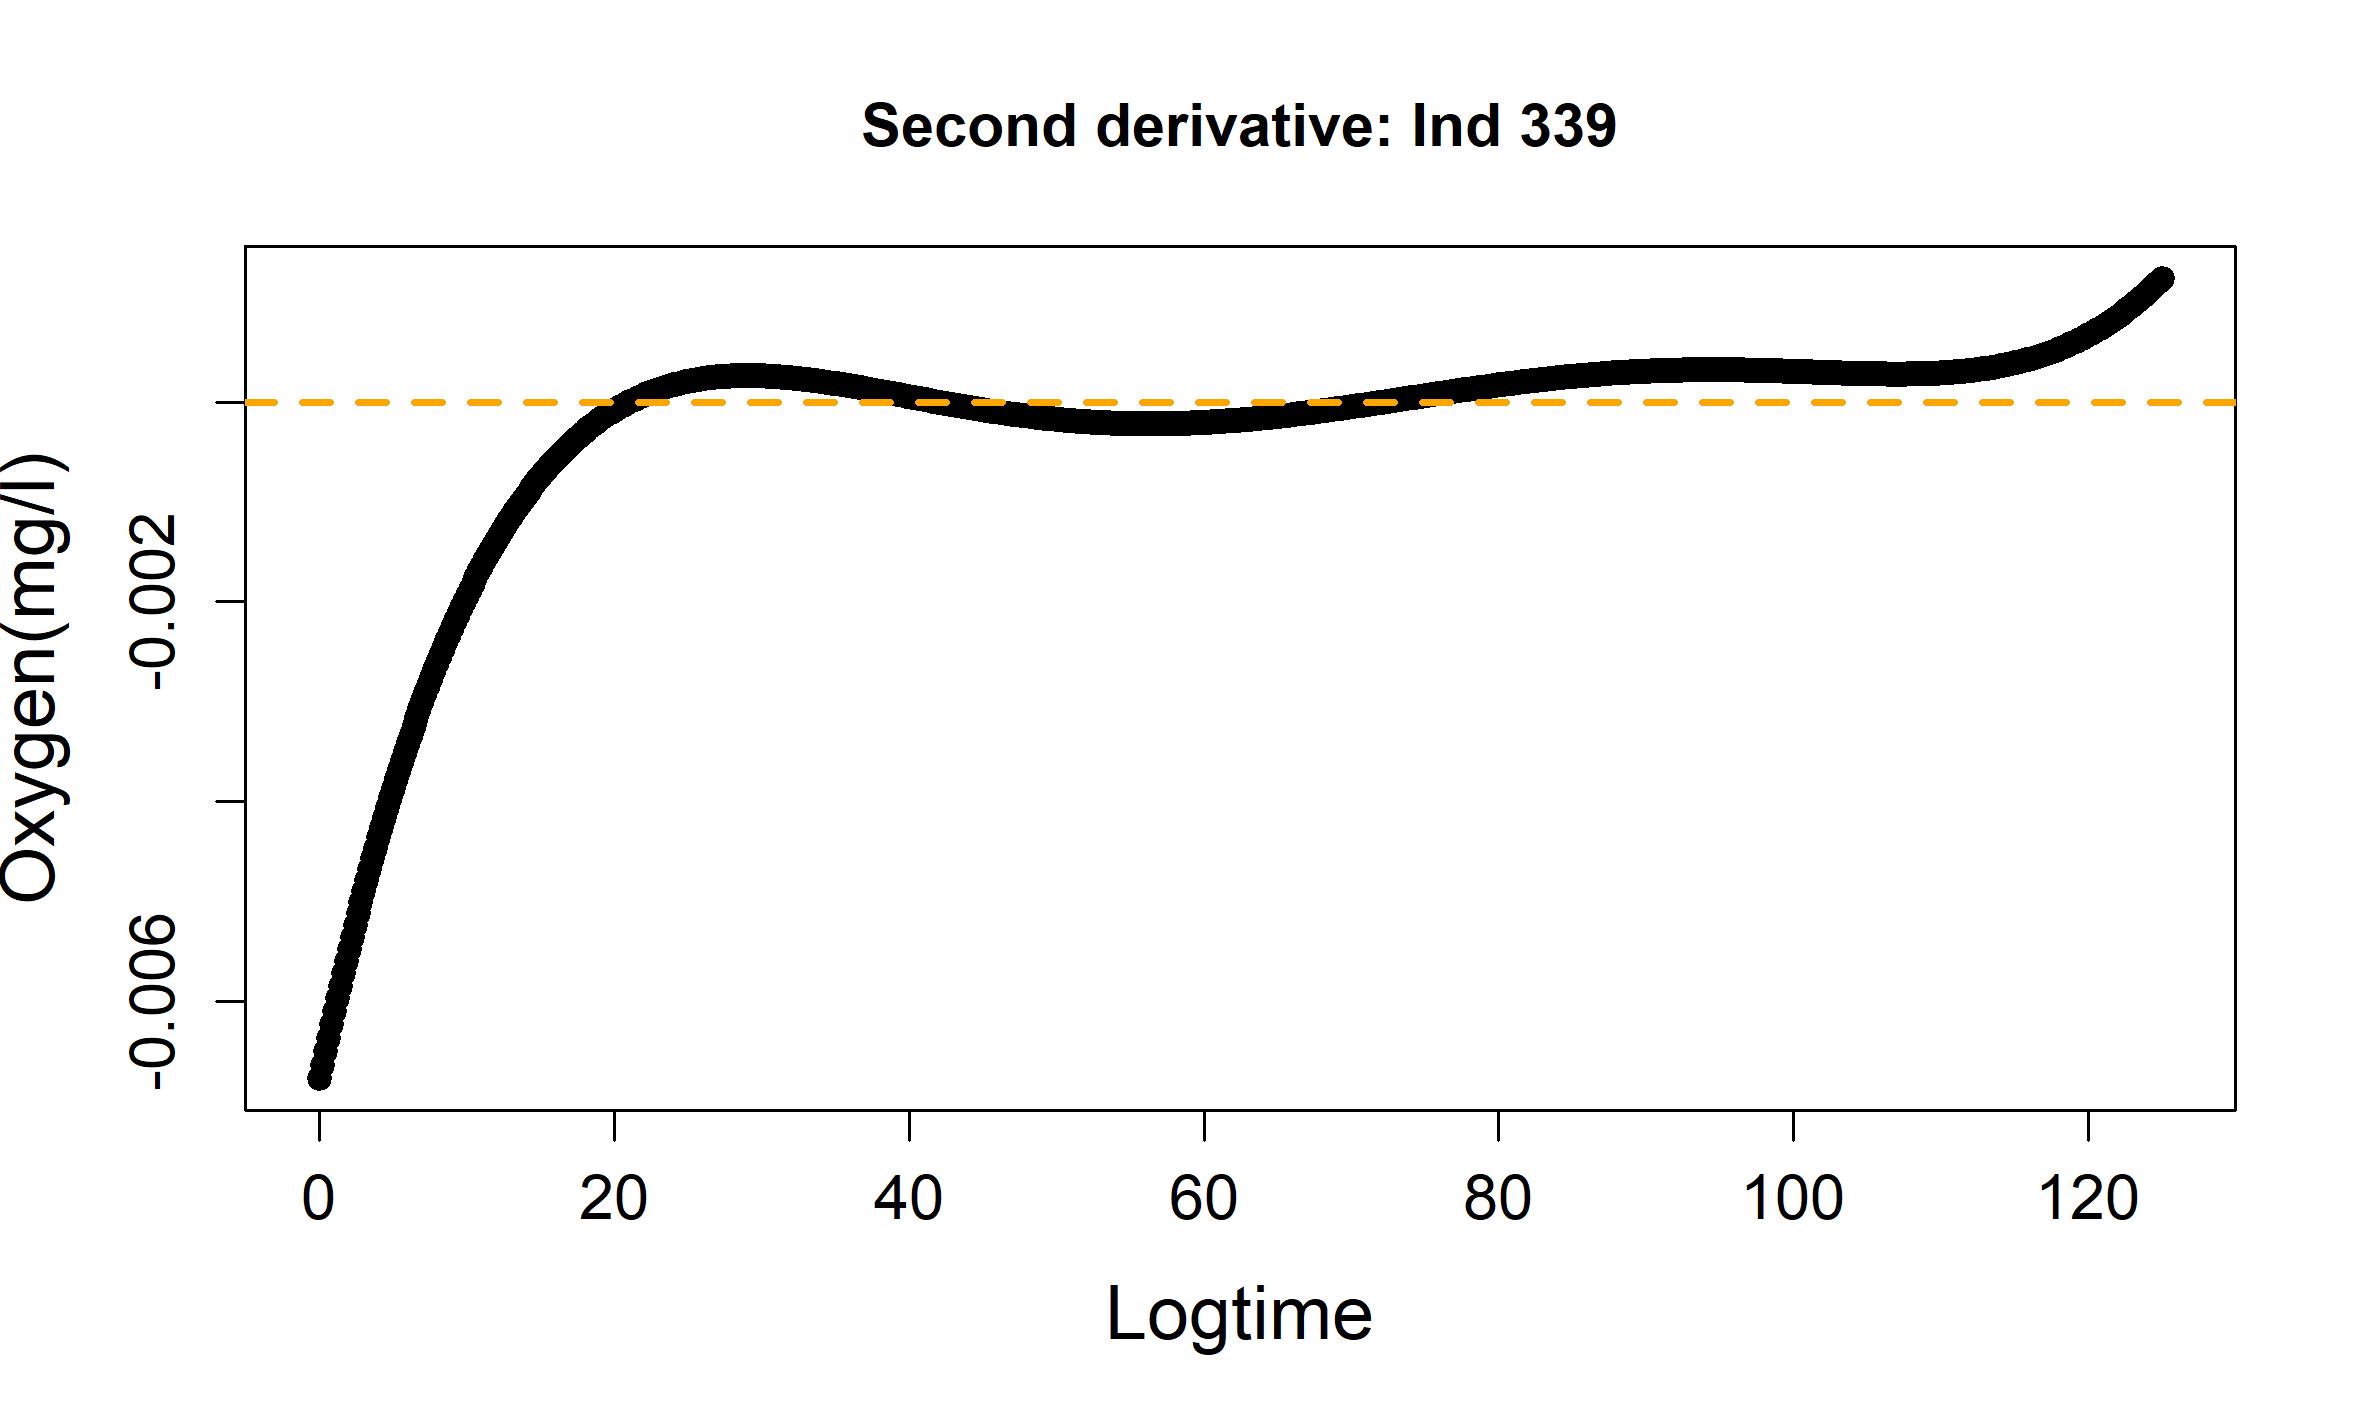 Second derivative: Ind 339
Oxygen(mg/l)
-0.002
-0.006
0 20 40 60 80 100 120
Logtime